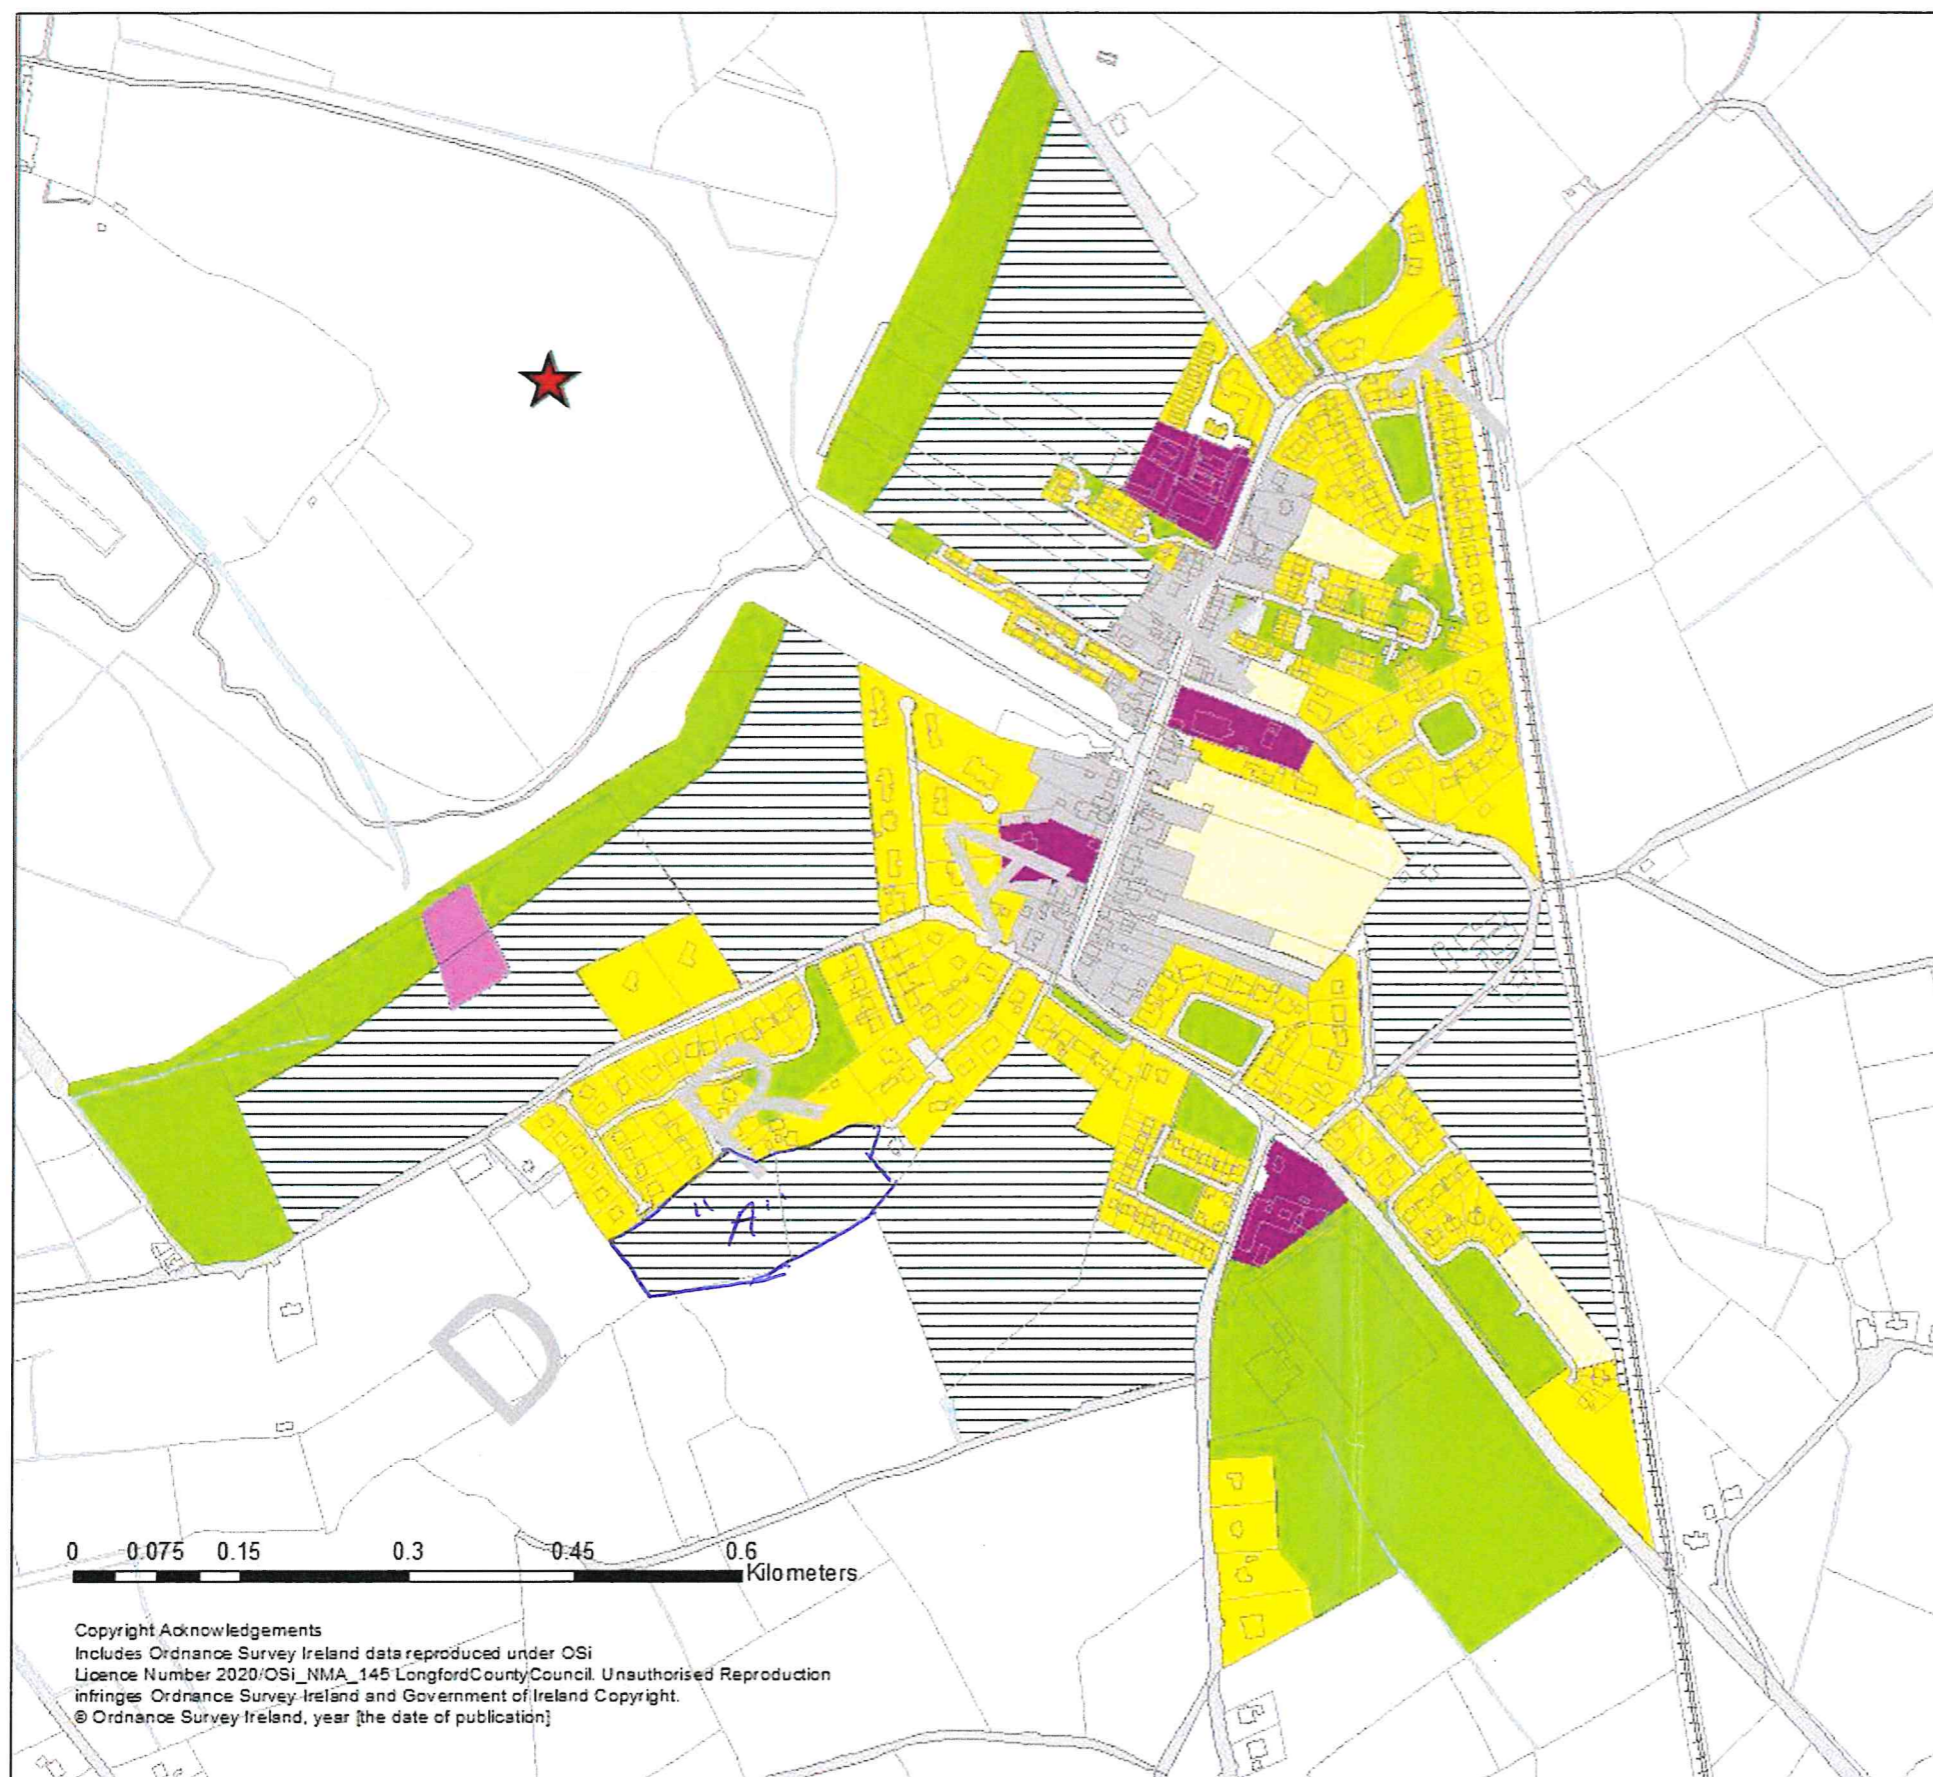 "A"
D R A F T
0 0.075 0.15 0.3 0.45 0.6
Kilometers
Copyright Acknowledgements
Includes Ordnance Survey Ireland data reproduced under OSi
Licence Number 2020/OSi_NMA_145 LongfordCountyCouncil. Unauthorised Reproduction
infringes Ordnance Survey Ireland and Government of Ireland Copyright.
© Ordnance Survey Ireland, year [the date of publication]